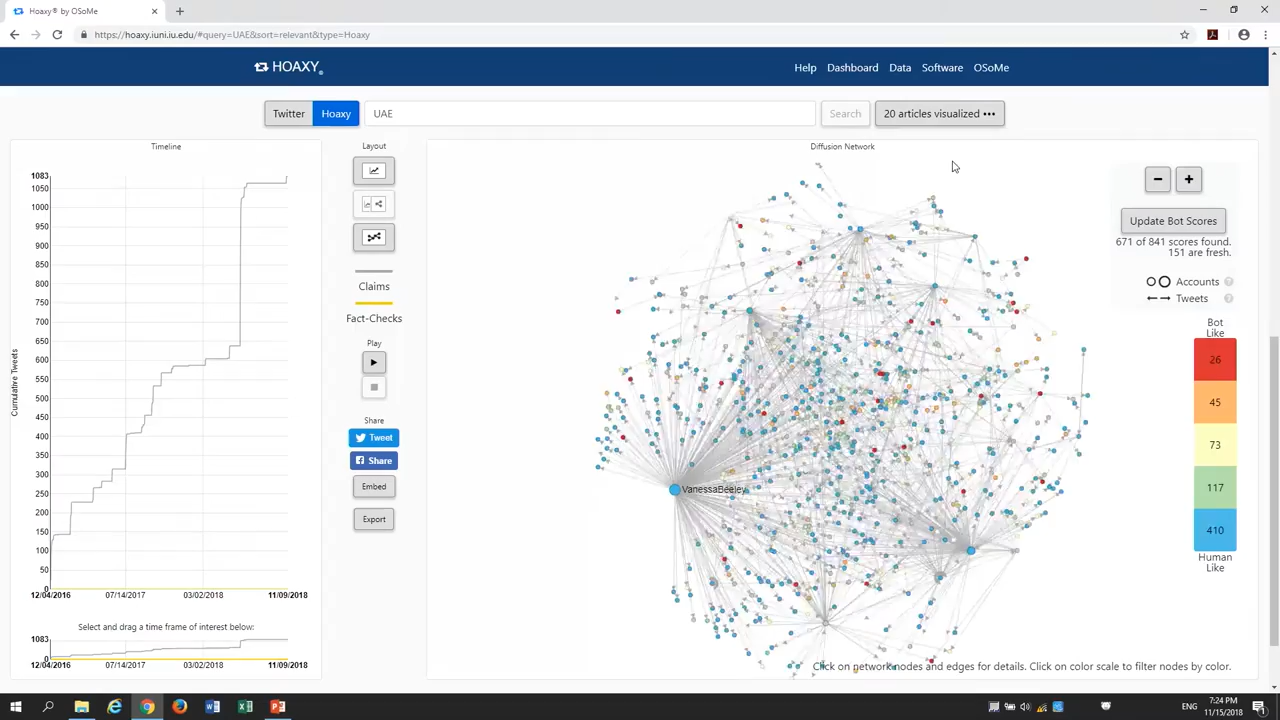 Hoaxy® by OSoMe
https://hoaxy.iuni.iu.edu/#query=UAE&sort=relevant&type=Hoaxy
HOAXY®
Help Dashboard Data Software OSoMe
Twitter Hoaxy UAE Search 20 articles visualized •••
Timeline
Cumulative Tweets
1083
1050
1000
950
900
850
800
750
700
650
600
550
500
450
400
350
300
250
200
150
100
50
0
12/04/2016 07/14/2017 03/02/2018 11/09/2018
Select and drag a time frame of interest below:
1083
0
12/04/2016 07/14/2017 03/02/2018 11/09/2018
Layout
Claims
Fact-Checks
Play
Share
Tweet
Share
Embed
Export
Diffusion Network
VanessaBeeley
Update Bot Scores
671 of 841 scores found.
151 are fresh.
Accounts ?
Tweets ?
Bot
Like
26
45
73
117
410
Human
Like
Click on network nodes and edges for details. Click on color scale to filter nodes by color.
ENG
7:24 PM
11/15/2018
1